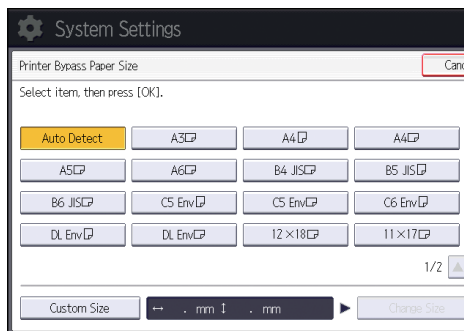 System Settings
Printer Bypass Paper Size
Select item, then press [OK].
Auto Detect A3 A4 A4
A5 A6 B4 JIS B5 JIS
B6 JIS C5 Env C5 Env C6 Env
DL Env DL Env 12×18 11×17
1/2
Custom Size ↔ . mm ↕ . mm ► Change Size